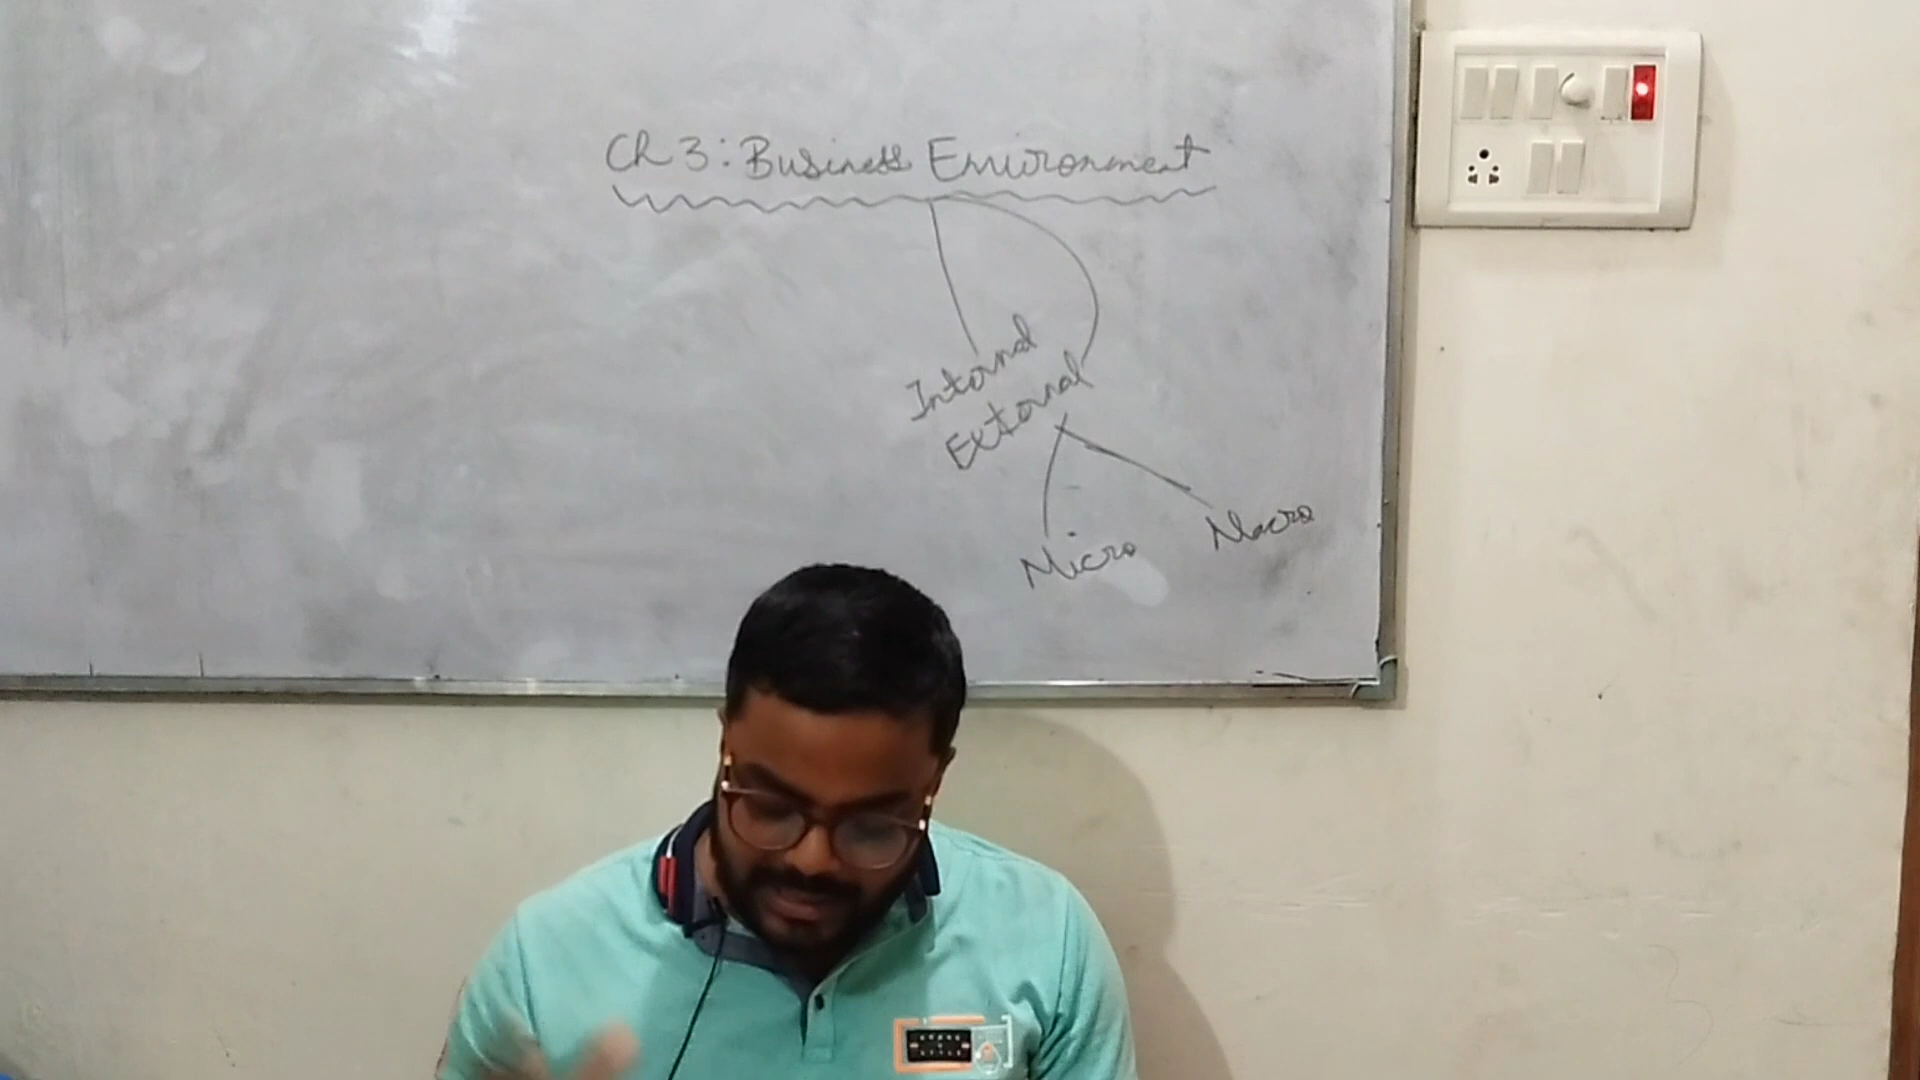 Ch 3: Business Environment
Internal
External
Micro
Macro